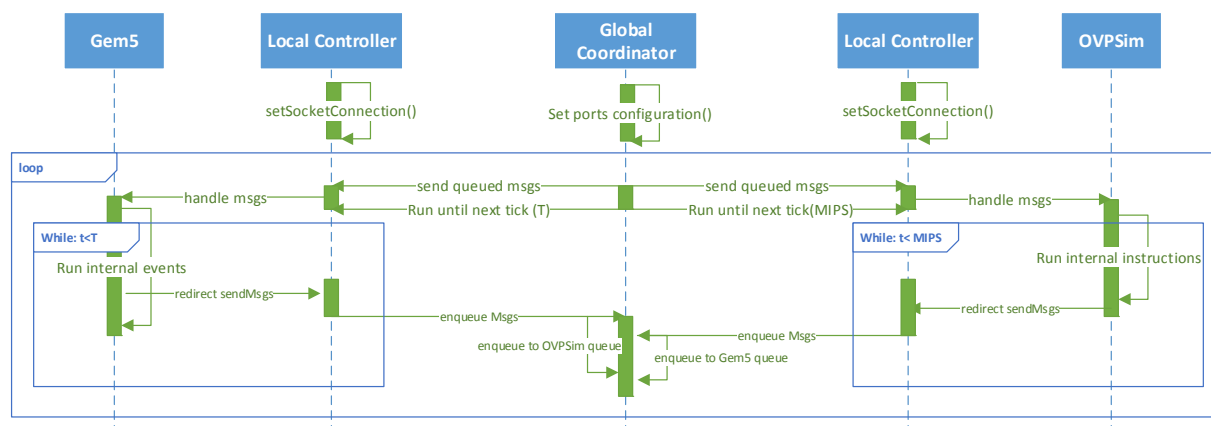 Gem5
Local Controller
Global
Coordinator
Local Controller
OVPSim
setSocketConnection()
Set ports configuration()
setSocketConnection()
loop
send queued msgs
send queued msgs
handle msgs
handle msgs
Run until next tick (T)
Run until next tick(MIPS)
While: t<T
While: t< MIPS
Run internal events
Run internal instructions
redirect sendMsgs
redirect sendMsgs
enqueue Msgs
enqueue Msgs
enqueue to OVPSim queue
enqueue to Gem5 queue